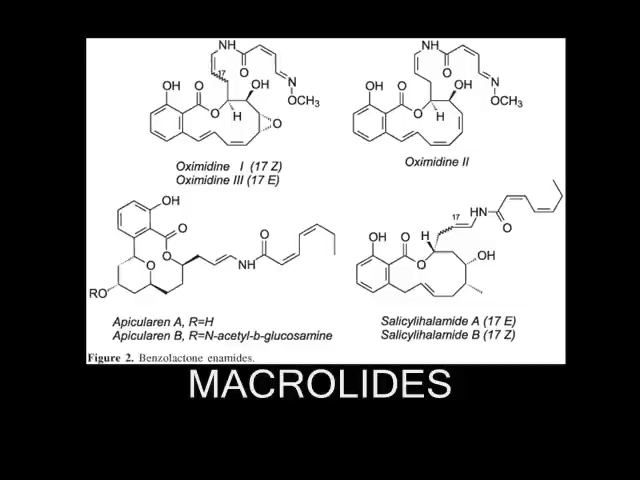 NH
O
N
OCH₃
17
OH
O
OH
O
H
O
Oximidine I (17 Z)
Oximidine III (17 E)
NH
O
N
OCH₃
OH
O
OH
O
H
Oximidine II
OH
O
O
O
NH
O
RO
Apicularen A, R=H
Apicularen B, R=N-acetyl-b-glucosamine
17
HN
O
OH
O
H
O
OH
Salicylihalamide A (17 E)
Salicylihalamide B (17 Z)
Figure 2. Benzolactone enamides.
MACROLIDES